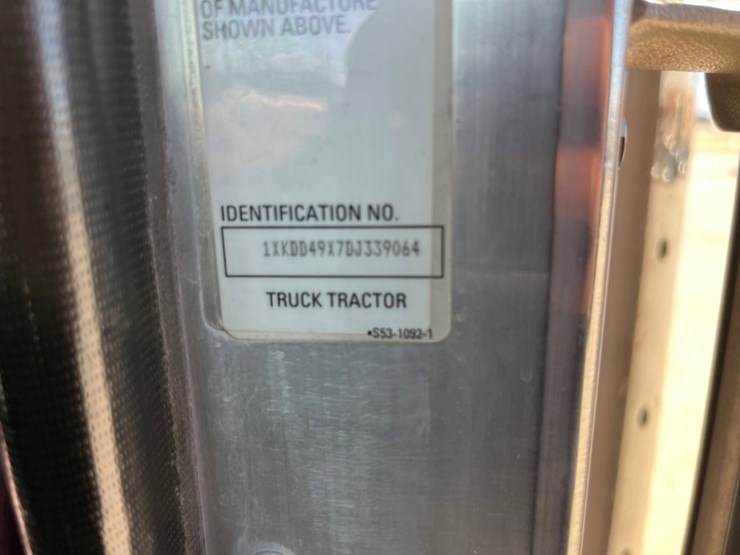 OF MANUFACTURE
SHOWN ABOVE.
IDENTIFICATION NO.
1XKDD49X7DJ339064
TRUCK TRACTOR
•S53-1092-1